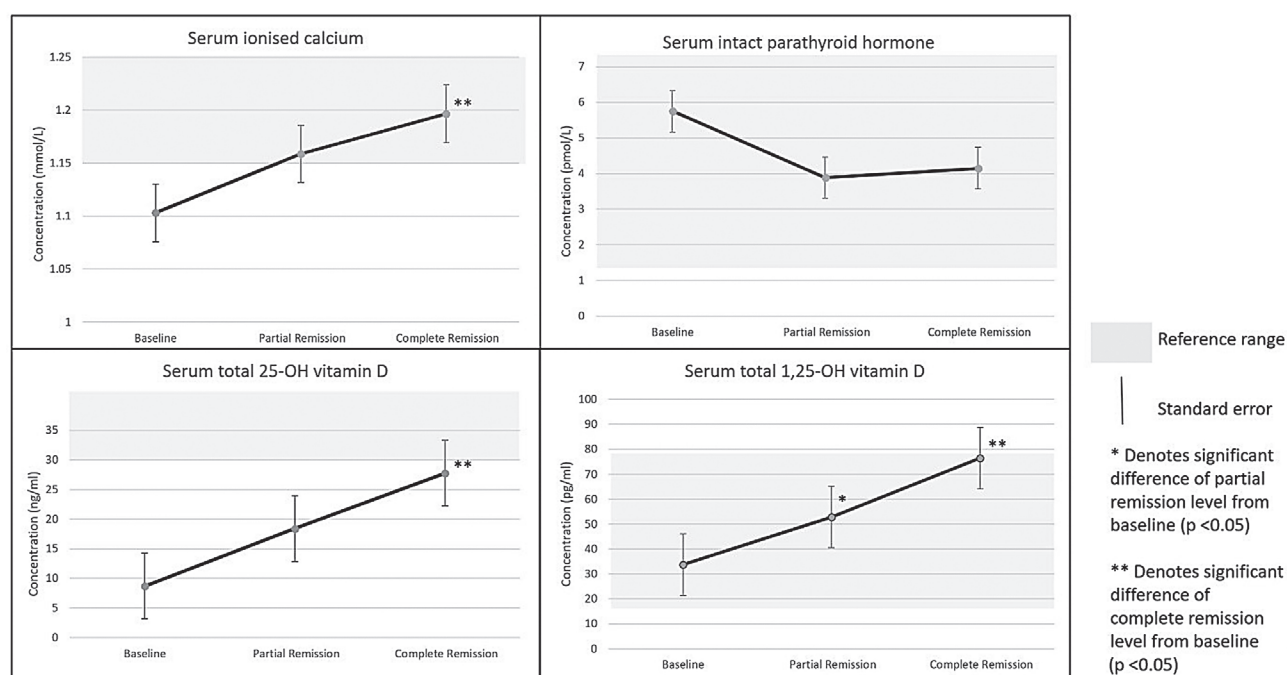 Serum ionised calcium
Concentration (mmol/L)
1.25
1.2
1.15
1.1
1.05
1
Baseline
Partial Remission
Complete Remission
**
Serum intact parathyroid hormone
Concentration (pmol/L)
7
6
5
4
3
2
1
0
Baseline
Partial Remission
Complete Remission
Serum total 25-OH vitamin D
Concentration (ng/ml)
35
30
25
20
15
10
5
0
Baseline
Partial Remission
Complete Remission
**
Serum total 1,25-OH vitamin D
Concentration (pg/ml)
100
90
80
70
60
50
40
30
20
10
0
Baseline
Partial Remission
Complete Remission
*
**
Reference range
Standard error
* Denotes significant
difference of partial
remission level from
baseline (p <0.05)
** Denotes significant
difference of
complete remission
level from baseline
(p <0.05)